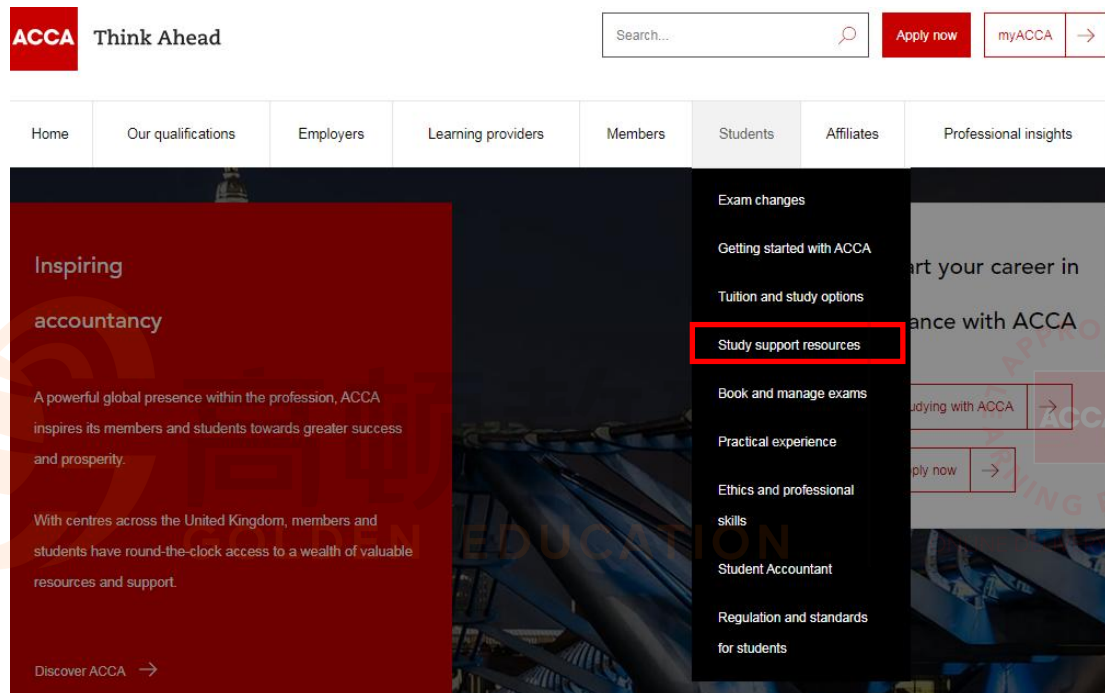 ACCA Think Ahead
Search...
Apply now
myACCA
Home
Our qualifications
Employers
Learning providers
Members
Students
Affiliates
Professional insights
Inspiring
accountancy
A powerful global presence within the profession, ACCA
inspires its members and students towards greater success
and prosperity.
With centres across the United Kingdom, members and
students have round-the-clock access to a wealth of valuable
resources and support.
Discover ACCA
Exam changes
Getting started with ACCA
Tuition and study options
Study support resources
Book and manage exams
Practical experience
Ethics and professional
skills
Student Accountant
Regulation and standards
for students
art your career in
ance with ACCA
udying with ACCA
ply now
高顿
GOLDEN EDUCATION
ACCA